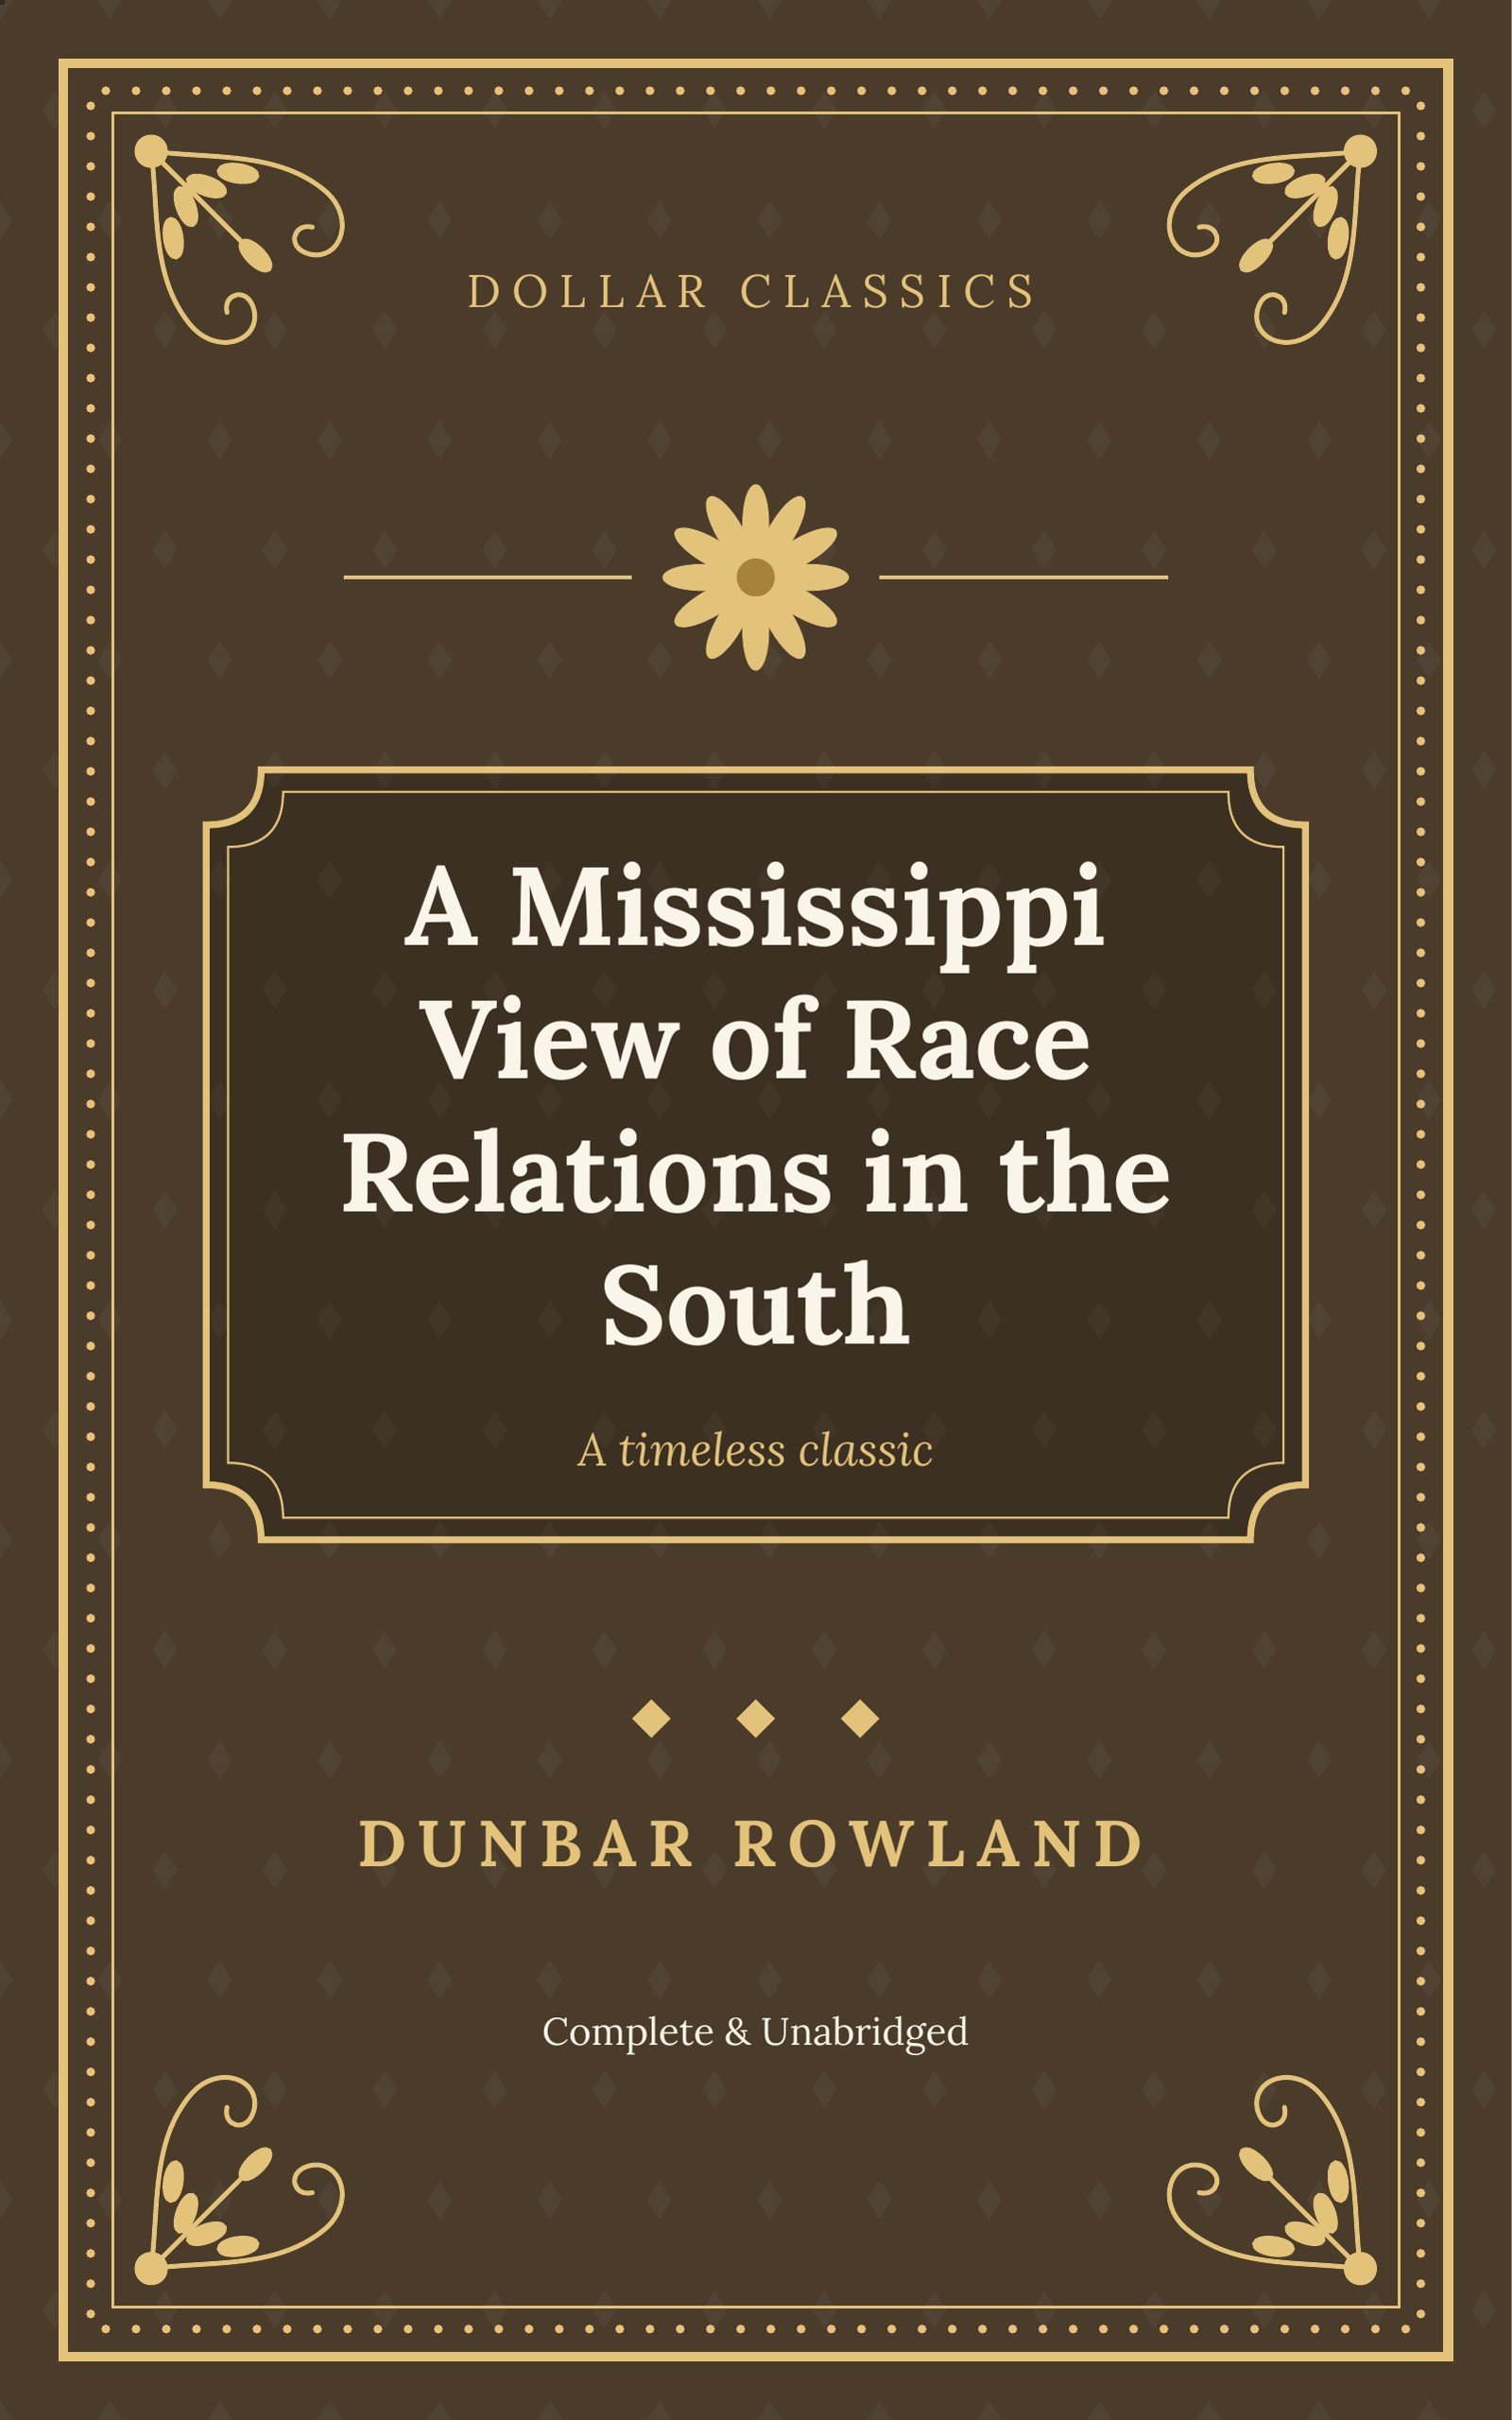 DOLLAR CLASSICS
A Mississippi
View of Race
Relations in the
South
A timeless classic
DUNBAR ROWLAND
Complete & Unabridged